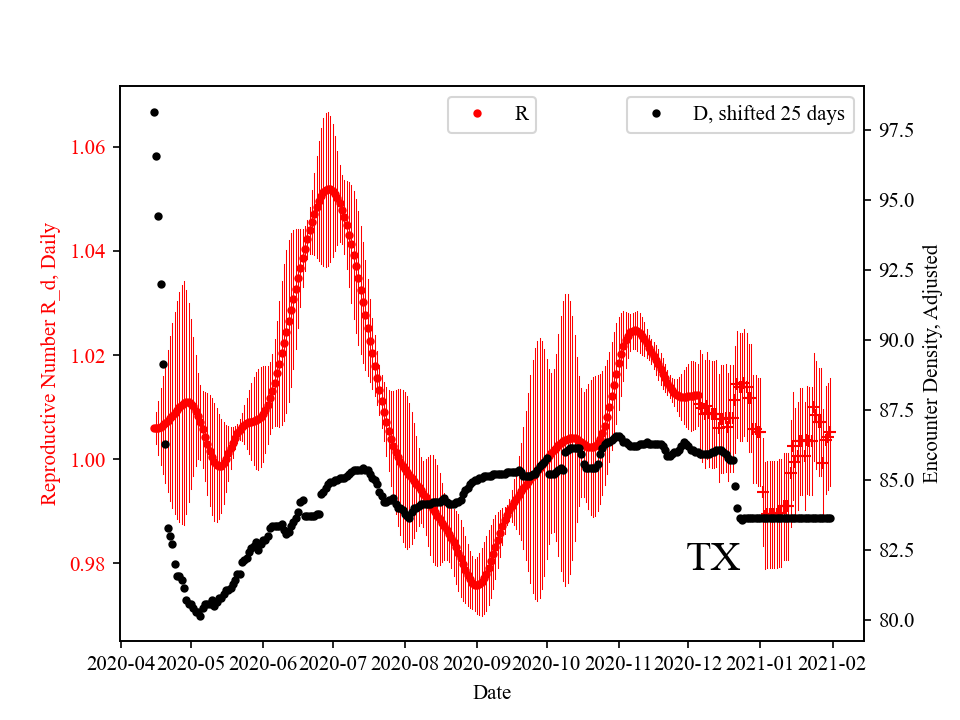 R
D, shifted 25 days
1.06
1.04
1.02
1.00
0.98
Reproductive Number R_d, Daily
97.5
95.0
92.5
90.0
87.5
85.0
82.5
80.0
Encounter Density, Adjusted
TX
2020-04 2020-05 2020-06 2020-07 2020-08 2020-09 2020-10 2020-11 2020-12 2021-01 2021-02
Date